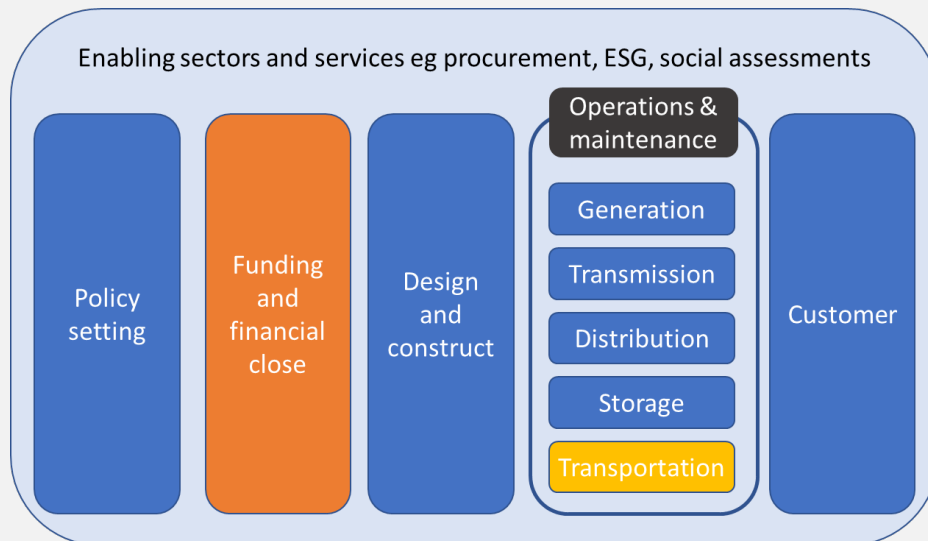 Enabling sectors and services eg procurement, ESG, social assessments
Policy
setting
Funding
and
financial
close
Design
and
construct
Operations &
maintenance
Generation
Transmission
Distribution
Storage
Transportation
Customer